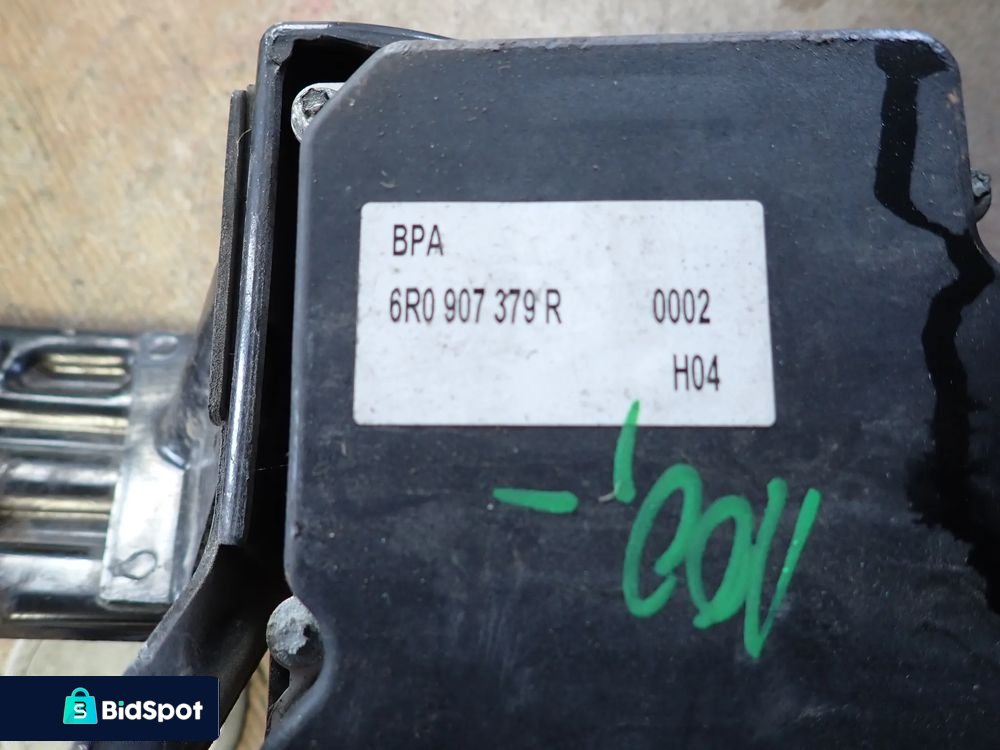 BPA
6R0 907 379 R 0002
H04
BidSpot